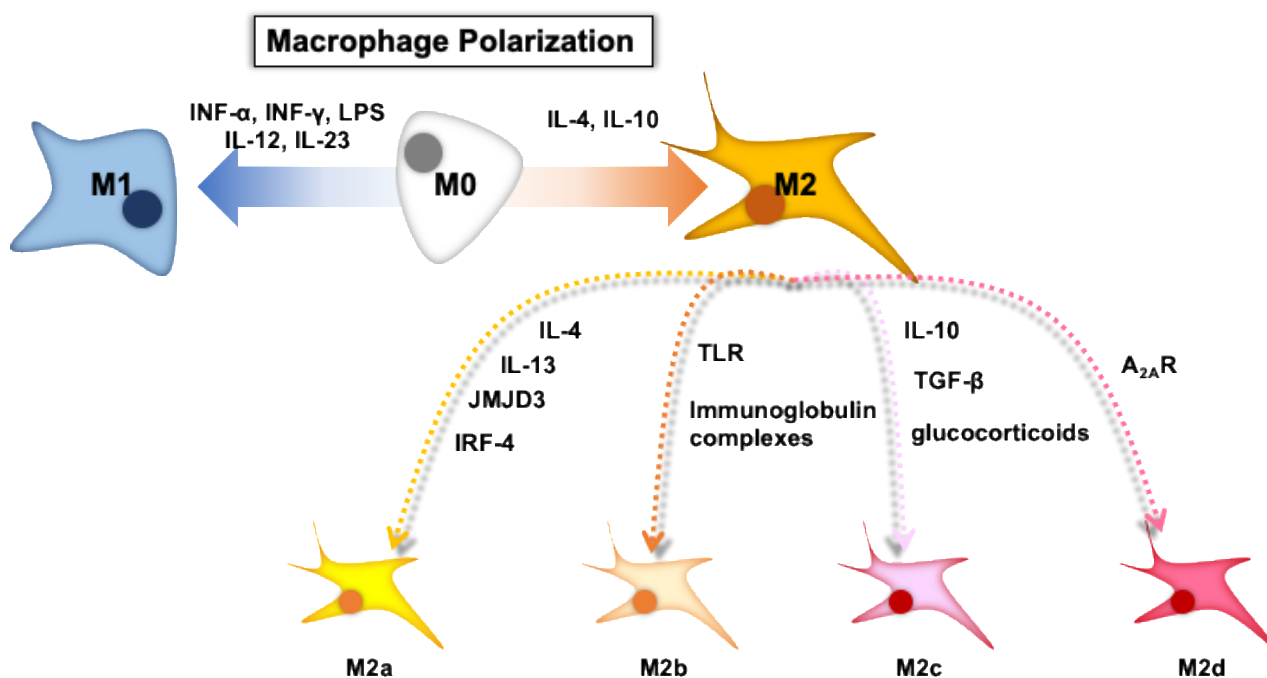 Macrophage Polarization
INF-α, INF-γ, LPS
IL-12, IL-23
IL-4, IL-10
M1
M0
M2
IL-4
IL-13
JMJD3
IRF-4
TLR
Immunoglobulin
complexes
IL-10
TGF-β
glucocorticoids
A₂ₐR
M2a
M2b
M2c
M2d